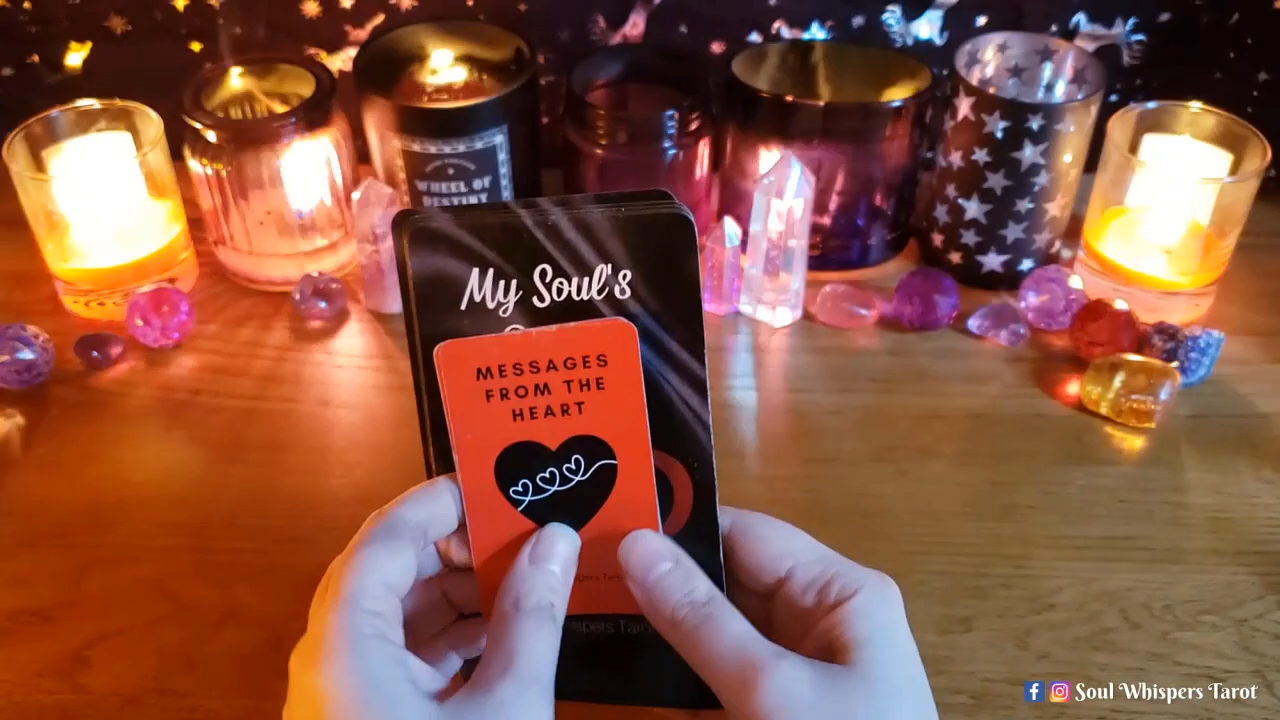 WHEEL OF
DESTINY
My Soul's
MESSAGES
FROM THE
HEART
Soul Whispers Tarot